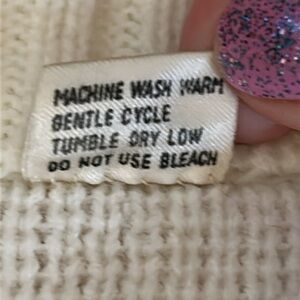 MACHINE WASH WARM
GENTLE CYCLE
TUMBLE DRY LOW
DO NOT USE BLEACH